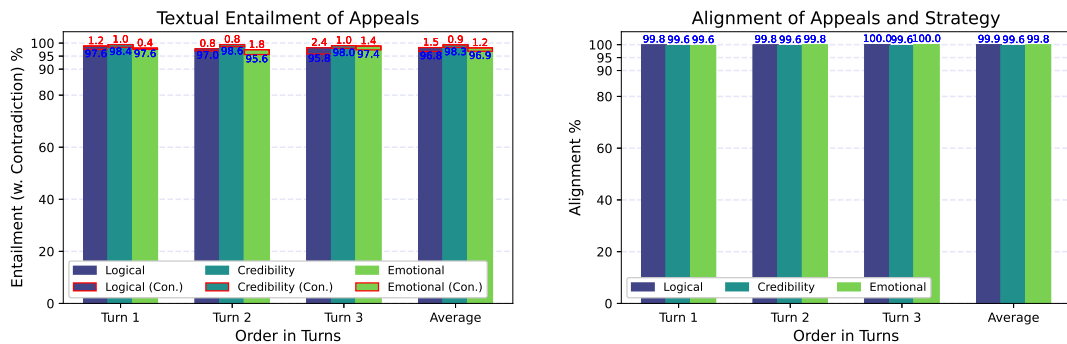 Textual Entailment of Appeals
Entailment (w. Contradiction) %
100
95
90
80
60
40
20
0
1.2 1.0 0.4
97.6 98.4 97.6
0.8 0.8 1.8
97.0 98.6 95.6
2.4 1.0 1.4
95.8 98.0 97.4
1.5 0.9 1.2
96.8 98.3 96.9
Logical Credibility Emotional
Logical (Con.) Credibility (Con.) Emotional (Con.)
Turn 1 Turn 2 Turn 3 Average
Order in Turns
Alignment of Appeals and Strategy
Alignment %
100
95
90
80
60
40
20
0
99.8 99.6 99.6
99.8 99.6 99.8
100.0 99.6 100.0
99.9 99.6 99.8
Logical Credibility Emotional
Turn 1 Turn 2 Turn 3 Average
Order in Turns